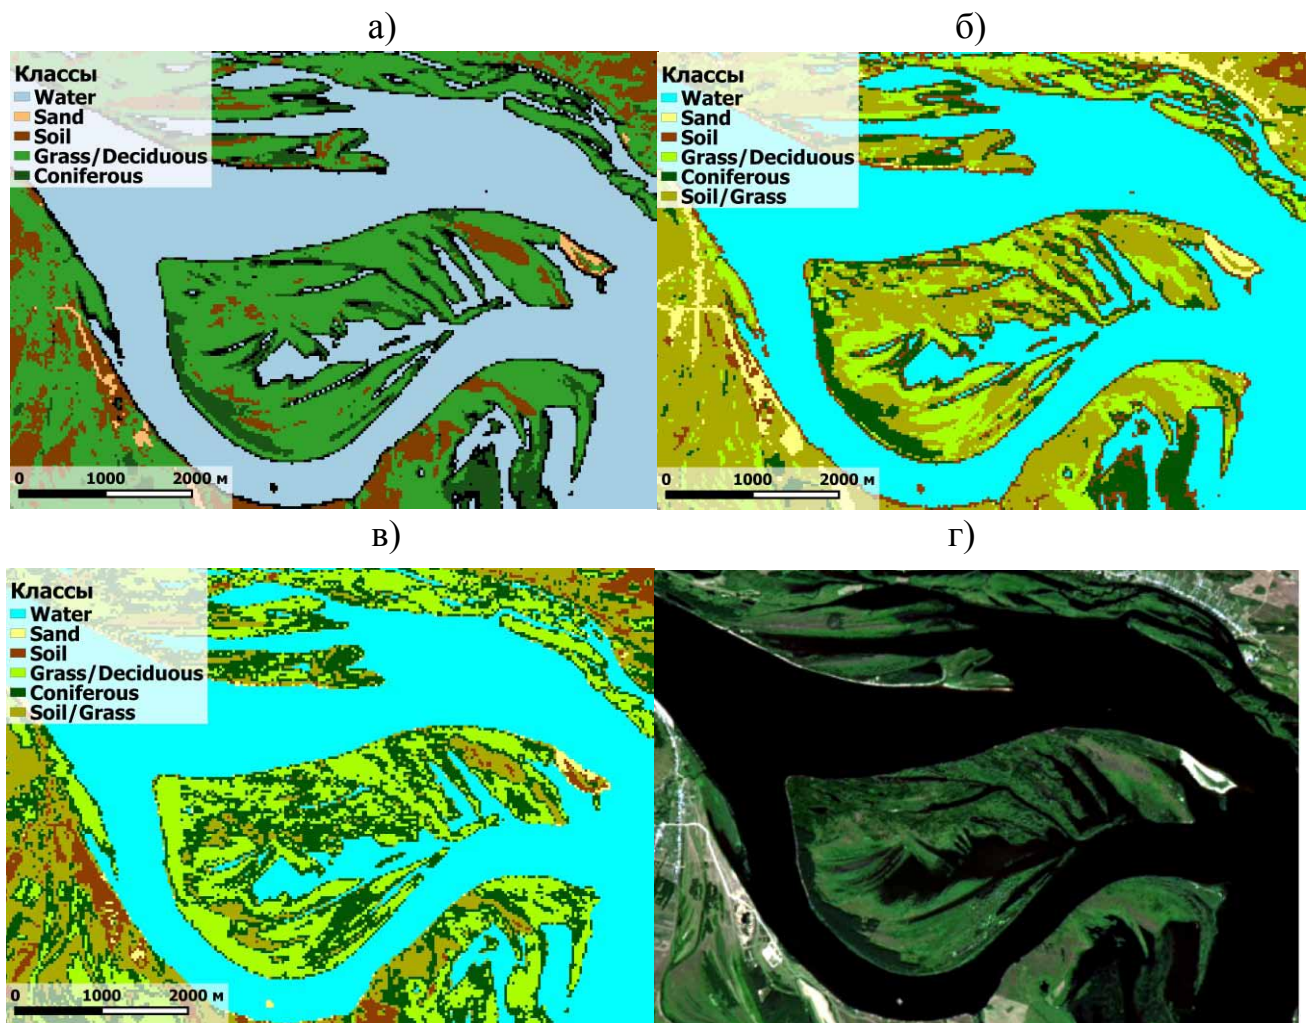 а)
Классы
Water
Sand
Soil
Grass/Deciduous
Coniferous
0 1000 2000 м
б)
Классы
Water
Sand
Soil
Grass/Deciduous
Coniferous
Soil/Grass
0 1000 2000 м
в)
Классы
Water
Sand
Soil
Grass/Deciduous
Coniferous
Soil/Grass
0 1000 2000 м
г)